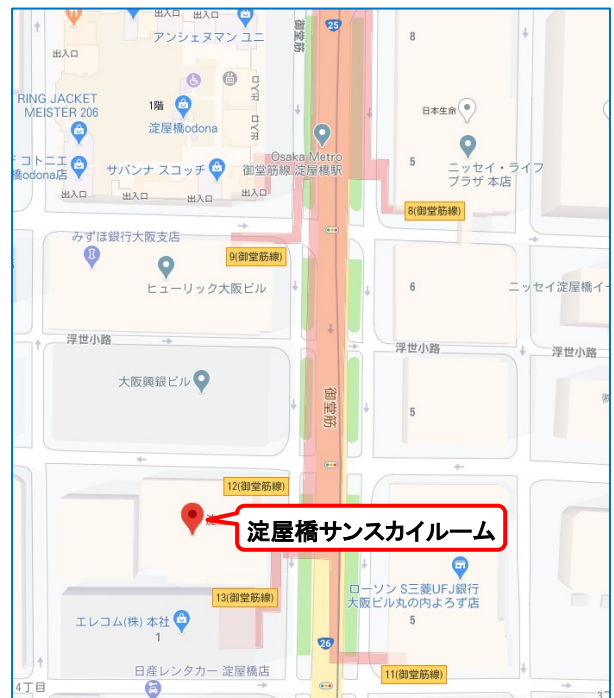 出入口
出入口
25
アンシェヌマン ユニ
出入口
御堂筋
8
RING JACKET
MEISTER 206
1階
淀屋橋odona
出入口
日本生命
Osaka Metro
御堂筋線 淀屋橋駅
コトニエ
橋odona店
サバンナ スコッチ
出入口
5
ニッセイ・ライフ
プラザ 本店
出入口
出入口
出入口
8(御堂筋線)
みずほ銀行大阪支店
9(御堂筋線)
ヒューリック大阪ビル
6
ニッセイ淀屋橋イー
浮世小路
浮世小路
浮世小路
大阪興銀ビル
御堂筋
5
12(御堂筋線)
淀屋橋サンスカイルーム
13(御堂筋線)
ローソン S三菱UFJ銀行
大阪ビル丸の内よろず店
エレコム(株) 本社
1
5
26
日産レンタカー 淀屋橋店
11(御堂筋線)
4丁目